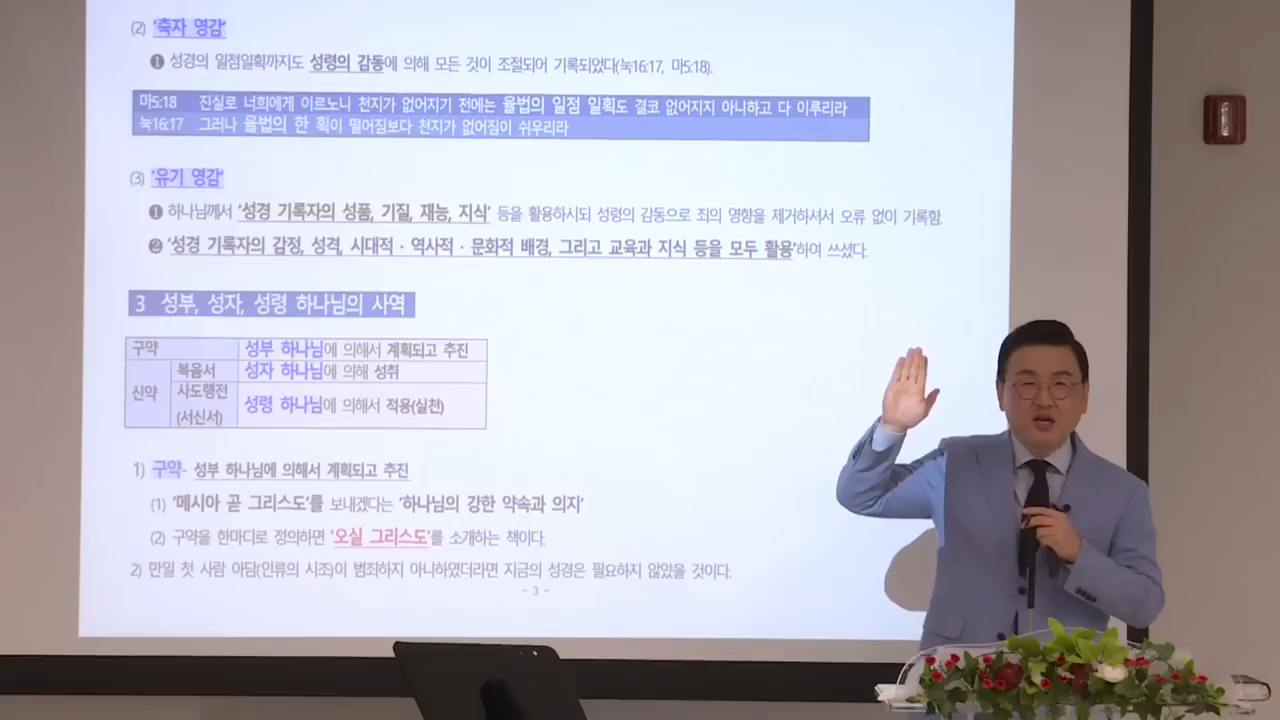 (2) '축자 영감'
❶ 성경의 일점일획까지도 성령의 감동에 의해 모든 것이 조절되어 기록되었다(눅16:17, 마5:18).
마5:18 진실로 너희에게 이르노니 천지가 없어지기 전에는 율법의 일점 일획도 결코 없어지지 아니하고 다 이루리라
눅16:17 그러나 율법의 한 획이 떨어짐보다 천지가 없어짐이 쉬우리라
(3) '유기 영감'
❶ 하나님께서 '성경 기록자의 성품, 기질, 재능, 지식' 등을 활용하시되 성령의 감동으로 죄의 영향을 제거하셔서 오류 없이 기록함.
❷ '성경 기록자의 감정, 성격, 시대적 · 역사적 · 문화적 배경, 그리고 교육과 지식 등을 모두 활용'하여 쓰셨다.
3 성부, 성자, 성령 하나님의 사역
구약 성부 하나님에 의해서 계획되고 추진
신약 복음서 성자 하나님에 의해 성취
사도행전 (서신서) 성령 하나님에 의해서 적용(실천)
1) 구약- 성부 하나님에 의해서 계획되고 추진
(1) '메시아 곧 그리스도'를 보내겠다는 '하나님의 강한 약속과 의지'
(2) 구약을 한마디로 정의하면 '오실 그리스도'를 소개하는 책이다.
2) 만일 첫 사람 아담(인류의 시조)이 범죄하지 아니하였더라면 지금의 성경은 필요하지 않았을 것이다.
- 3 -